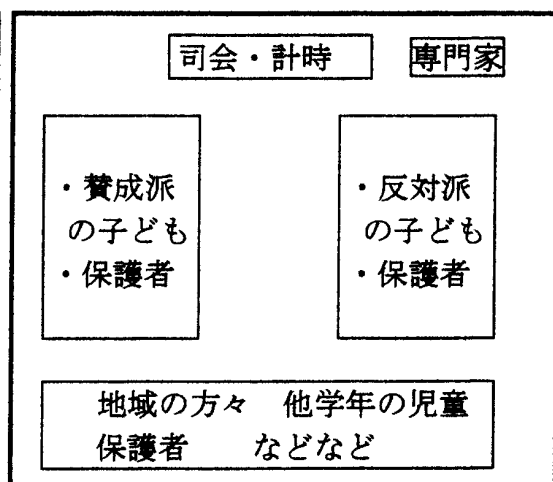 司会・計時
専門家
・賛成派
の子ども
・保護者
・反対派
の子ども
・保護者
地域の方々 他学年の児童
保護者 などなど